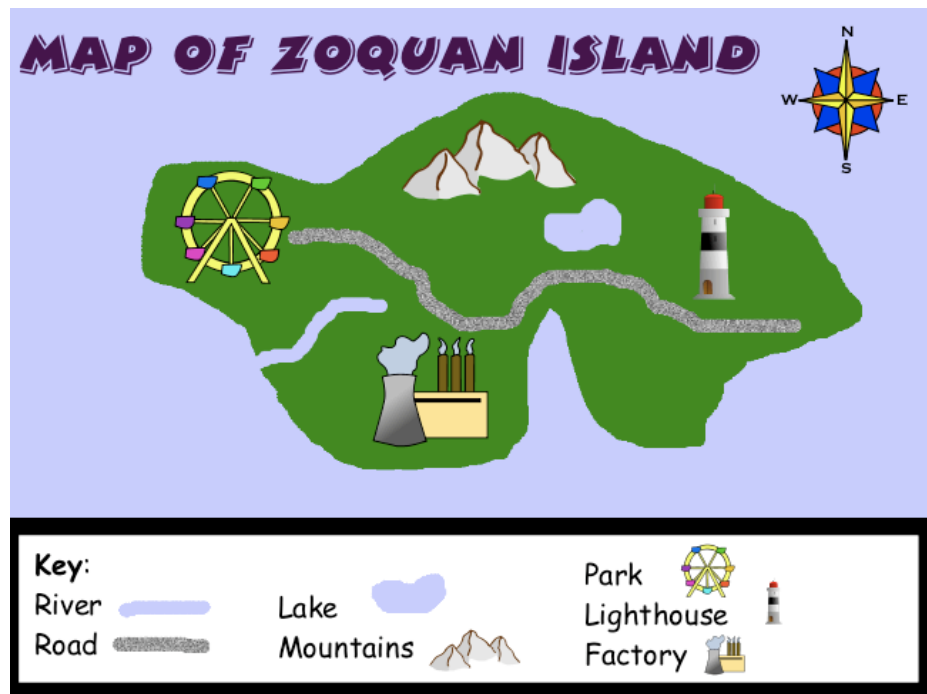 MAP OF ZOQUAN ISLAND
N
W E
S
Key:
River
Road
Lake
Mountains
Park
Lighthouse
Factory